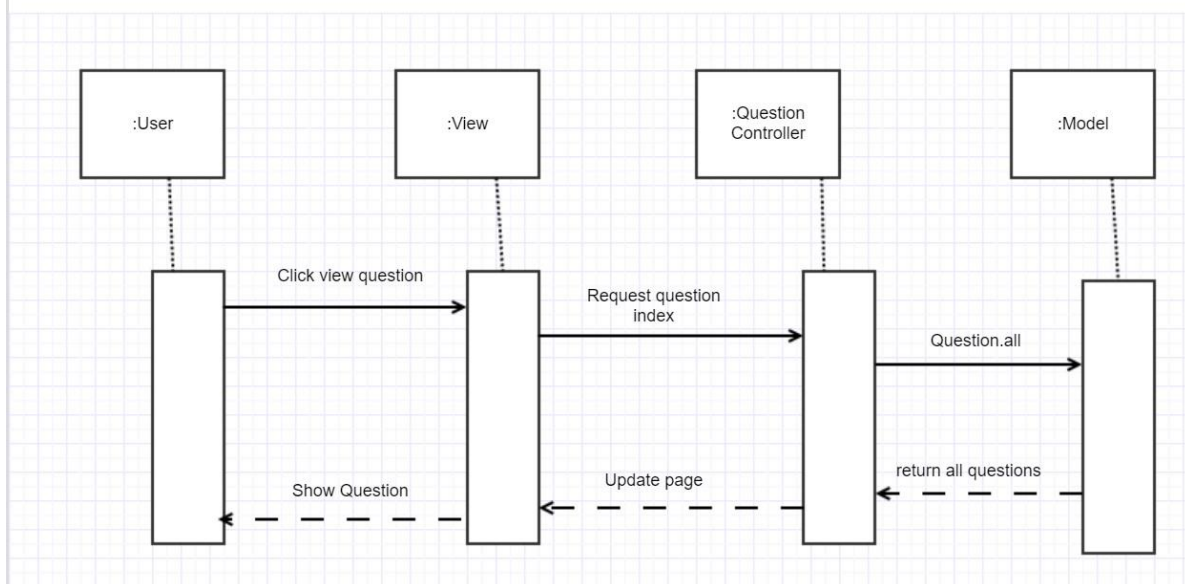 :User
:View
:Question
Controller
:Model
Click view question
Request question
index
Question.all
return all questions
Update page
Show Question